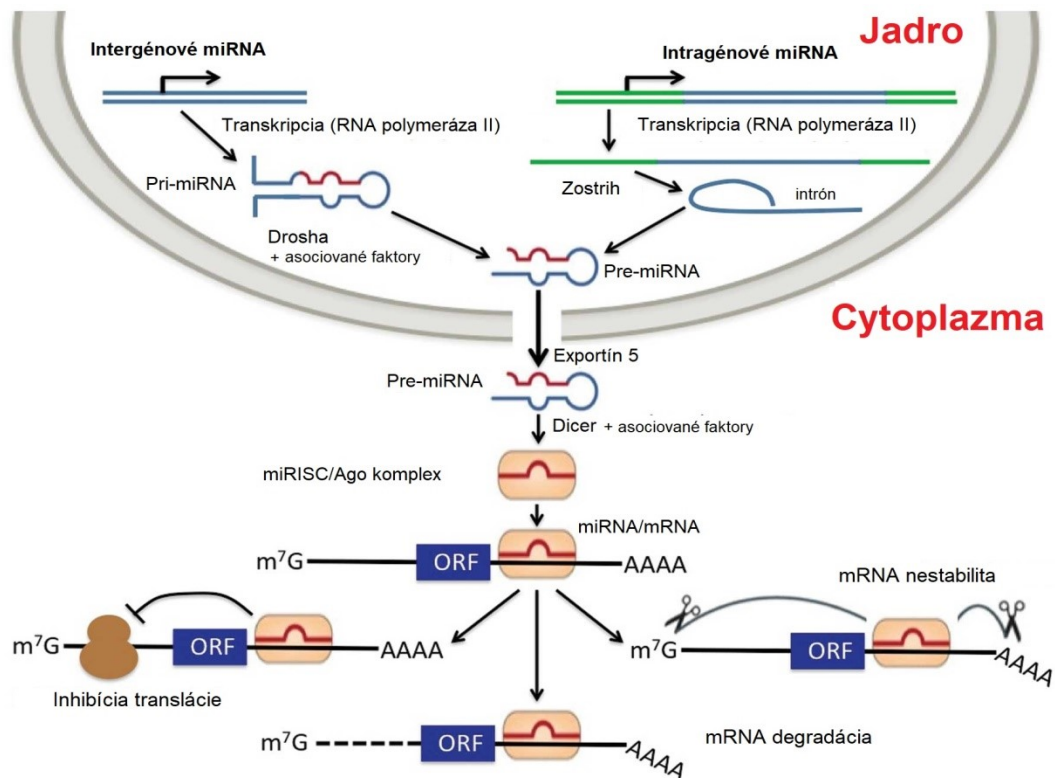 Jadro
Intergénové miRNA
Intragénové miRNA
Transkripcia (RNA polymeráza II)
Transkripcia (RNA polymeráza II)
Pri-miRNA
Zostrih
intrón
Drosha
+ asociované faktory
Pre-miRNA
Cytoplazma
Exportín 5
Pre-miRNA
Dicer + asociované faktory
miRISC/Ago komplex
miRNA/mRNA
m⁷G ORF AAAA
mRNA nestabilita
m⁷G ORF AAAA
m⁷G ORF AAAA
Inhibícia translácie
m⁷G ORF AAAA
mRNA degradácia